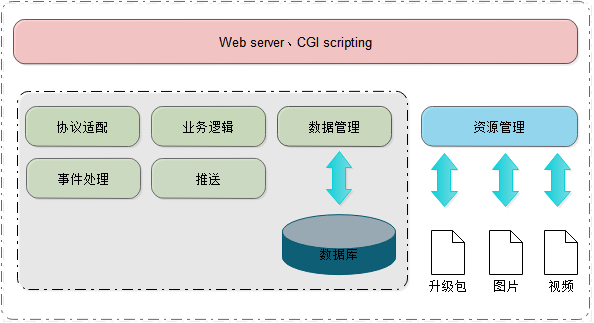 Web server、CGI scripting
协议适配
业务逻辑
数据管理
资源管理
事件处理
推送
数据库
升级包
图片
视频